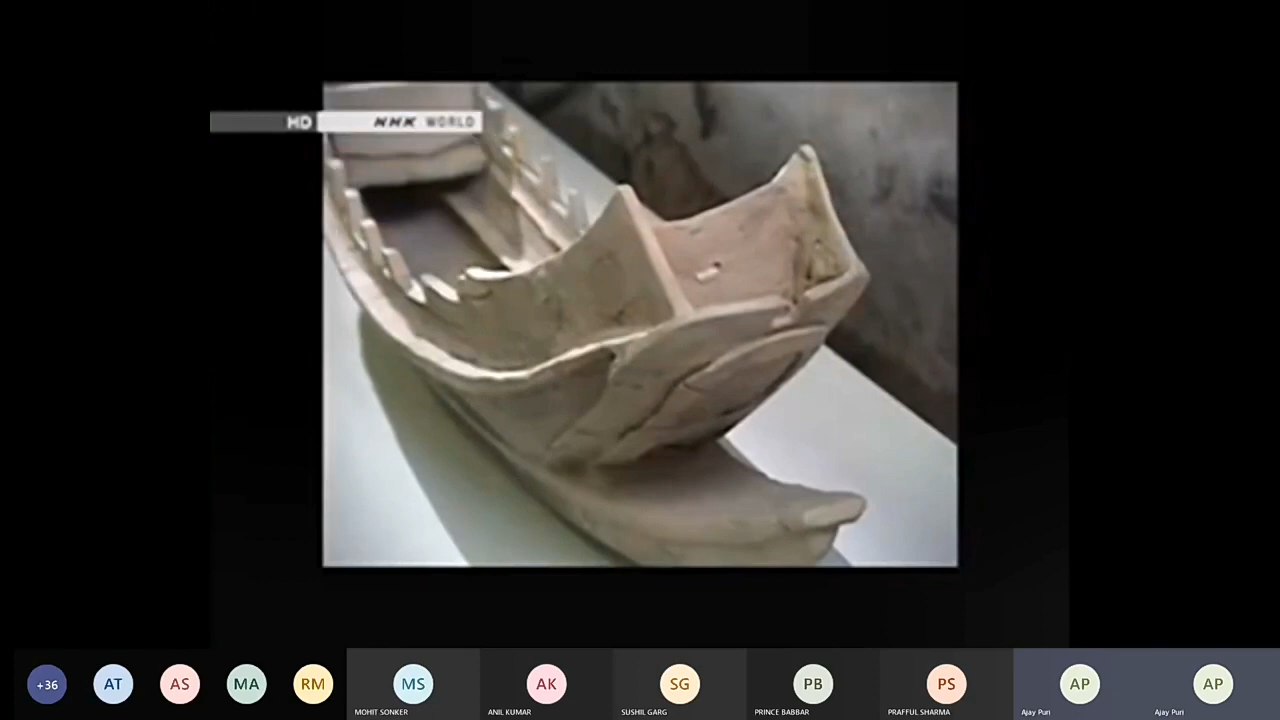 HD NHK WORLD
+36 AT AS MA RM MS AK SG PB PS AP AP
MOHIT SONKER ANIL KUMAR SUSHIL GARG PRINCE BABBAR PRAFFUL SHARMA Ajay Puri Ajay Puri